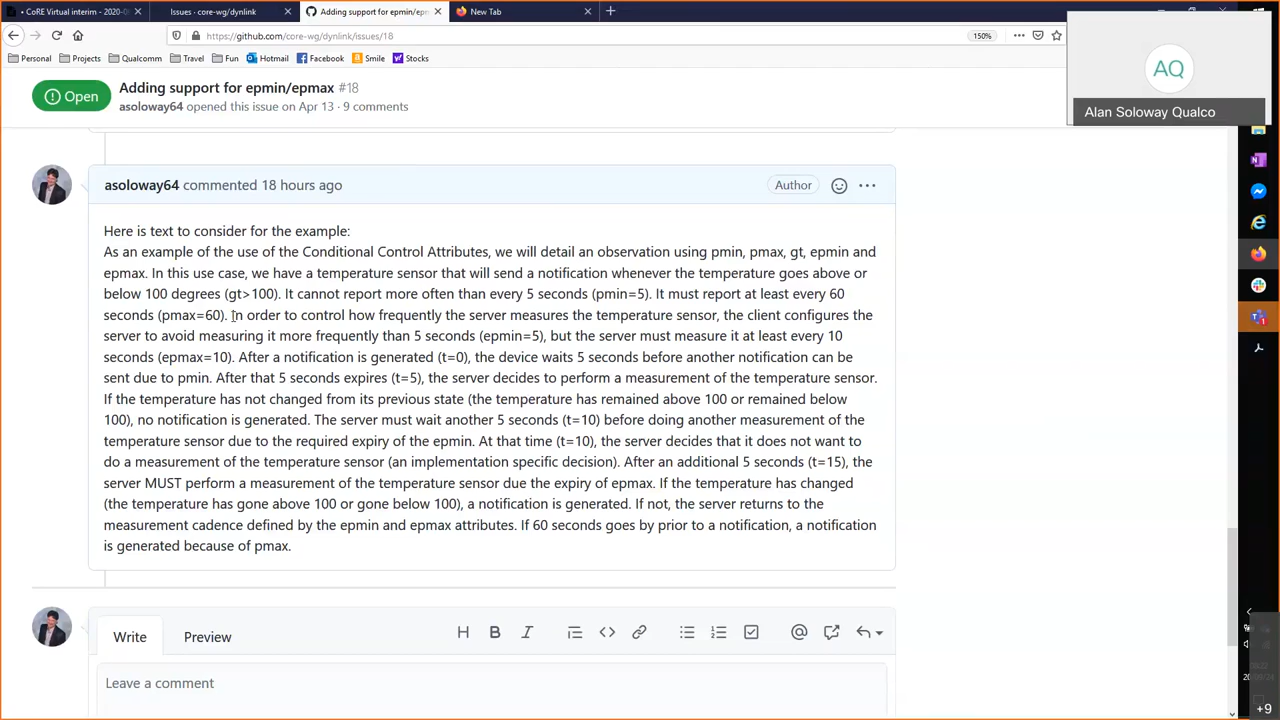 • CoRE Virtual interim - 2020-08
Issues · core-wg/dynlink
Adding support for epmin/epm
New Tab
https://github.com/core-wg/dynlink/issues/18
150%
Personal
Projects
Qualcomm
Travel
Fun
Hotmail
Facebook
Smile
Stocks
AQ
Alan Soloway Qualco
Open
Adding support for epmin/epmax #18
asoloway64 opened this issue on Apr 13 · 9 comments
asoloway64 commented 18 hours ago
Author
Here is text to consider for the example:
As an example of the use of the Conditional Control Attributes, we will detail an observation using pmin, pmax, gt, epmin and
epmax. In this use case, we have a temperature sensor that will send a notification whenever the temperature goes above or
below 100 degrees (gt>100). It cannot report more often than every 5 seconds (pmin=5). It must report at least every 60
seconds (pmax=60). In order to control how frequently the server measures the temperature sensor, the client configures the
server to avoid measuring it more frequently than 5 seconds (epmin=5), but the server must measure it at least every 10
seconds (epmax=10). After a notification is generated (t=0), the device waits 5 seconds before another notification can be
sent due to pmin. After that 5 seconds expires (t=5), the server decides to perform a measurement of the temperature sensor.
If the temperature has not changed from its previous state (the temperature has remained above 100 or remained below
100), no notification is generated. The server must wait another 5 seconds (t=10) before doing another measurement of the
temperature sensor due to the required expiry of the epmin. At that time (t=10), the server decides that it does not want to
do a measurement of the temperature sensor (an implementation specific decision). After an additional 5 seconds (t=15), the
server MUST perform a measurement of the temperature sensor due the expiry of epmax. If the temperature has changed
(the temperature has gone above 100 or gone below 100), a notification is generated. If not, the server returns to the
measurement cadence defined by the epmin and epmax attributes. If 60 seconds goes by prior to a notification, a notification
is generated because of pmax.
Write
Preview
Leave a comment
+9